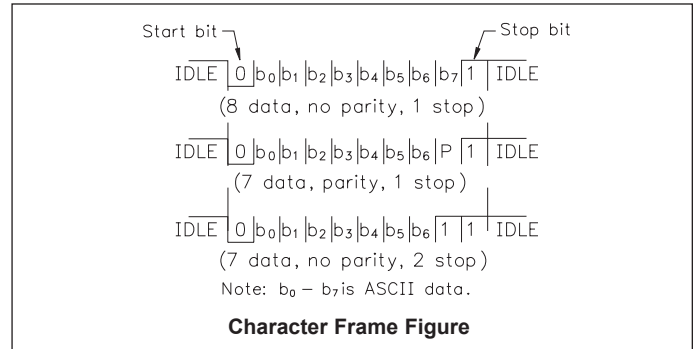 Start bit Stop bit
IDLE 0 b₀ b₁ b₂ b₃ b₄ b₅ b₆ b₇ 1 IDLE
(8 data, no parity, 1 stop)
IDLE 0 b₀ b₁ b₂ b₃ b₄ b₅ b₆ P 1 IDLE
(7 data, parity, 1 stop)
IDLE 0 b₀ b₁ b₂ b₃ b₄ b₅ b₆ 1 1 IDLE
(7 data, no parity, 2 stop)
Note: b₀ – b₇ is ASCII data.
Character Frame Figure